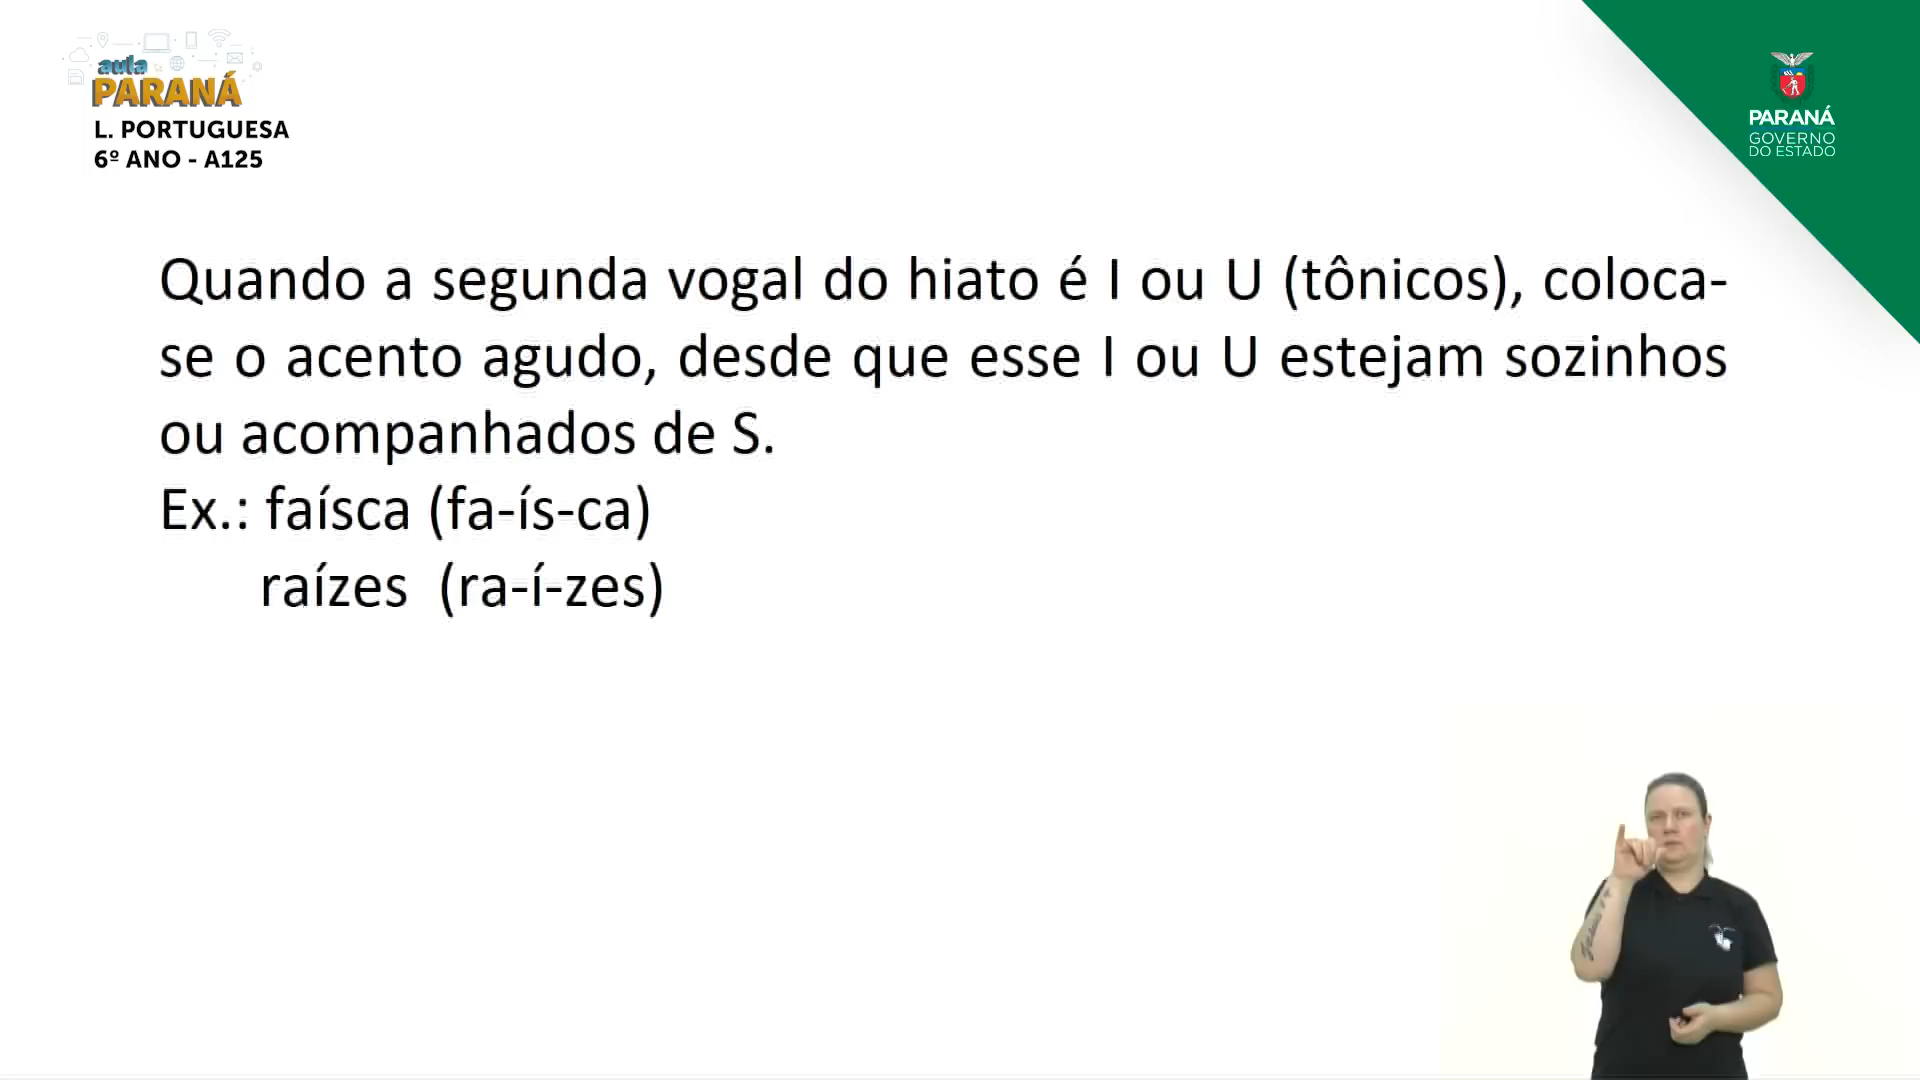 aula
PARANÁ
L. PORTUGUESA
6º ANO - A125
PARANÁ
GOVERNO
DO ESTADO
Quando a segunda vogal do hiato é I ou U (tônicos), coloca-
se o acento agudo, desde que esse I ou U estejam sozinhos
ou acompanhados de S.
Ex.: faísca (fa-ís-ca)
raízes (ra-í-zes)